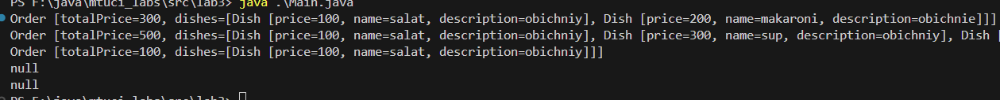 PS F:\java\mtuci_labs\src\lab3> java .\Main.java
Order [totalPrice=300, dishes=[Dish [price=100, name=salat, description=obichniy], Dish [price=200, name=makaroni, description=obichnie]]]
Order [totalPrice=500, dishes=[Dish [price=100, name=salat, description=obichniy], Dish [price=300, name=sup, description=obichniy], Dish [
Order [totalPrice=100, dishes=[Dish [price=100, name=salat, description=obichniy]]]
null
null
PS F:\java\mtuci_labs\src\lab3>